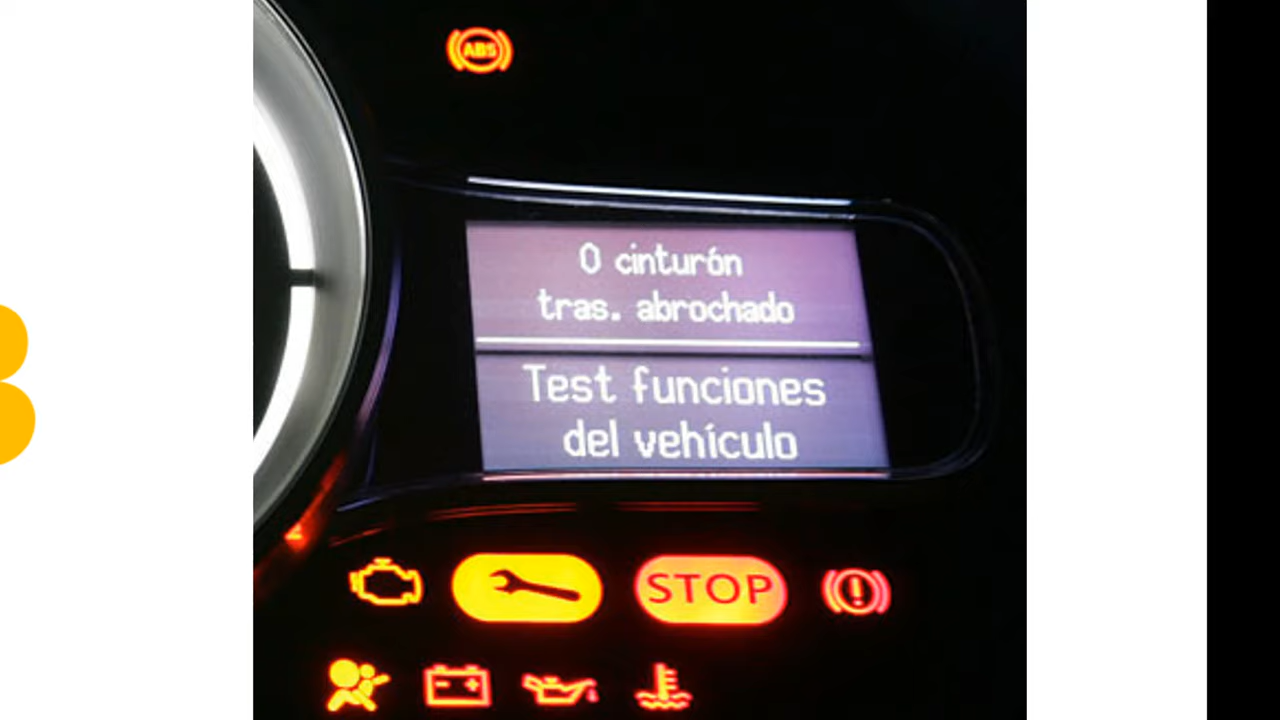 ABS
0 cinturón
tras. abrochado
Test funciones
del vehículo
STOP